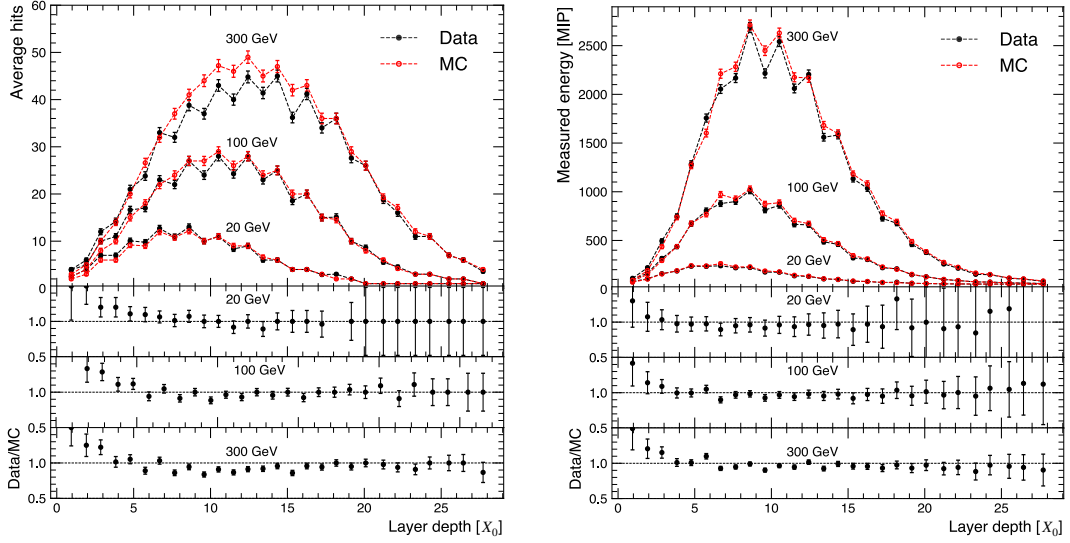 Average hits
60
50
40
30
20
10
0
300 GeV
100 GeV
20 GeV
Data
MC
20 GeV
1.0
0.5
100 GeV
1.0
0.5
300 GeV
1.0
0.5
Data/MC
0 5 10 15 20 25
Layer depth [X₀]
Measured energy [MIP]
2500
2000
1500
1000
500
0
300 GeV
100 GeV
20 GeV
Data
MC
20 GeV
1.0
0.5
100 GeV
1.0
0.5
300 GeV
1.0
0.5
Data/MC
0 5 10 15 20 25
Layer depth [X₀]